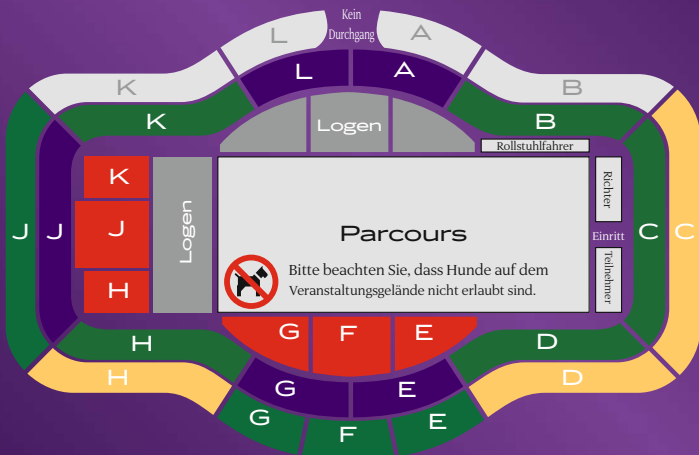 Kein
Durchgang
L
A
L
A
K
B
K
B
Logen
Rollstuhlfahrer
K
Richter
Logen
J
J
J
Parcours
Einritt
C
C
Bitte beachten Sie, dass Hunde auf dem
Veranstaltungsgelände nicht erlaubt sind.
Teilnehmer
H
G
F
E
H
D
H
D
G
E
G
F
E